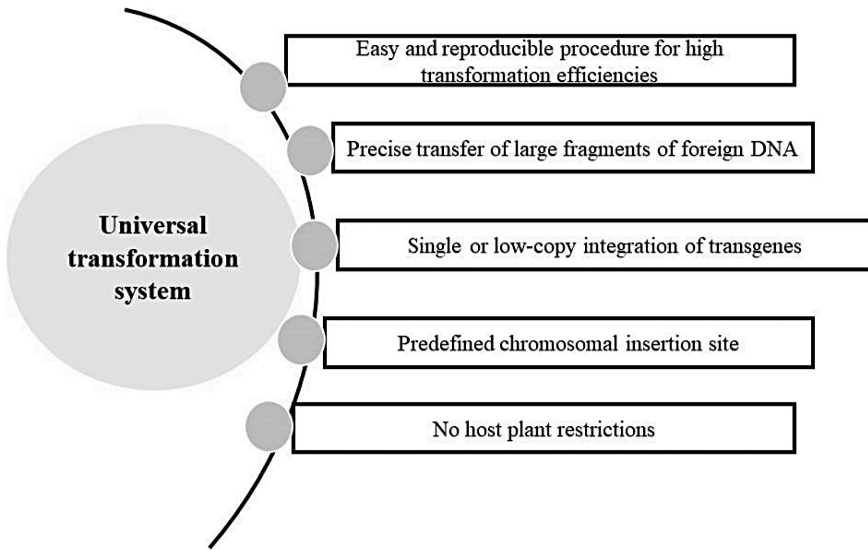 Universal
transformation
system
Easy and reproducible procedure for high
transformation efficiencies
Precise transfer of large fragments of foreign DNA
Single or low-copy integration of transgenes
Predefined chromosomal insertion site
No host plant restrictions